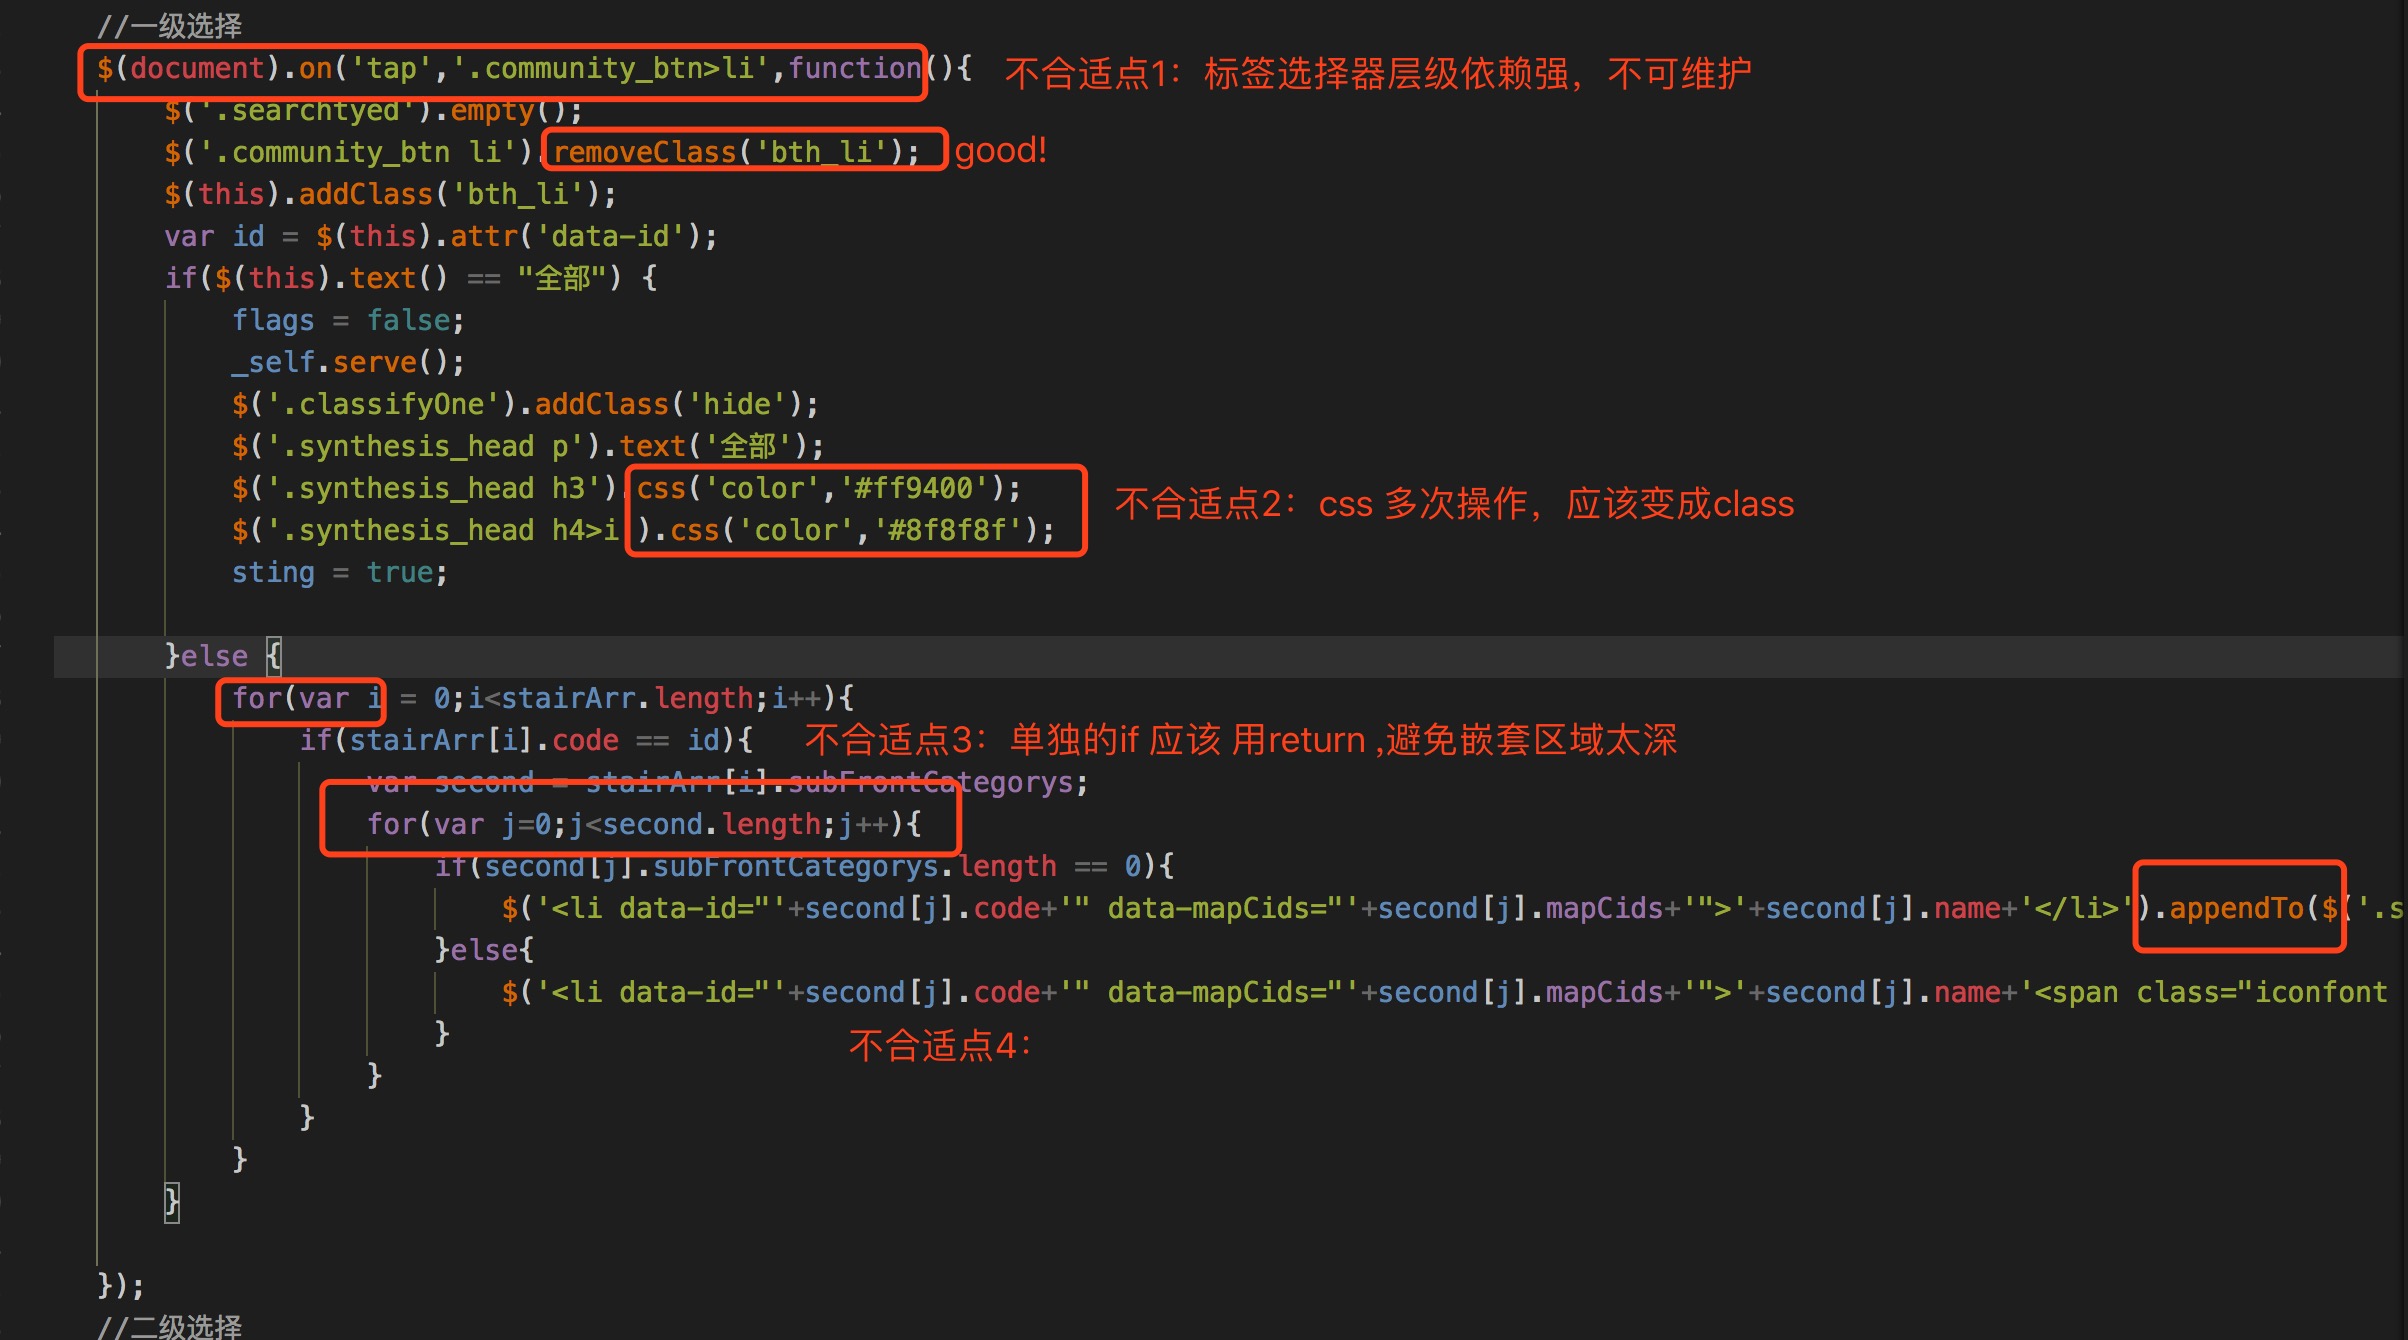 //一级选择
$(document).on('tap','.community_btn>li',function(){ 不合适点1：标签选择器层级依赖强，不可维护
$('.searchtyed').empty();
$('.community_btn li').removeClass('bth_li'); good!
$(this).addClass('bth_li');
var id = $(this).attr('data-id');
if($(this).text() == "全部") {
flags = false;
_self.serve();
$('.classifyOne').addClass('hide');
$('.synthesis_head p').text('全部');
$('.synthesis_head h3').css('color','#ff9400');
不合适点2：css 多次操作，应该变成class
$('.synthesis_head h4>i ).css('color','#8f8f8f');
sting = true;
}else {
for(var i = 0;i<stairArr.length;i++){
if(stairArr[i].code == id){ 不合适点3：单独的if 应该 用return ,避免嵌套区域太深
var second = stairArr[i].subFrontCategorys;
for(var j=0;j<second.length;j++){
if(second[j].subFrontCategorys.length == 0){
$('<li data-id="'+second[j].code+'" data-mapCids="'+second[j].mapCids+'">'+second[j].name+'</li>').appendTo($('.s
}else{
$('<li data-id="'+second[j].code+'" data-mapCids="'+second[j].mapCids+'">'+second[j].name+'<span class="iconfont
}
不合适点4：
}
}
}
}
});
//二级选择